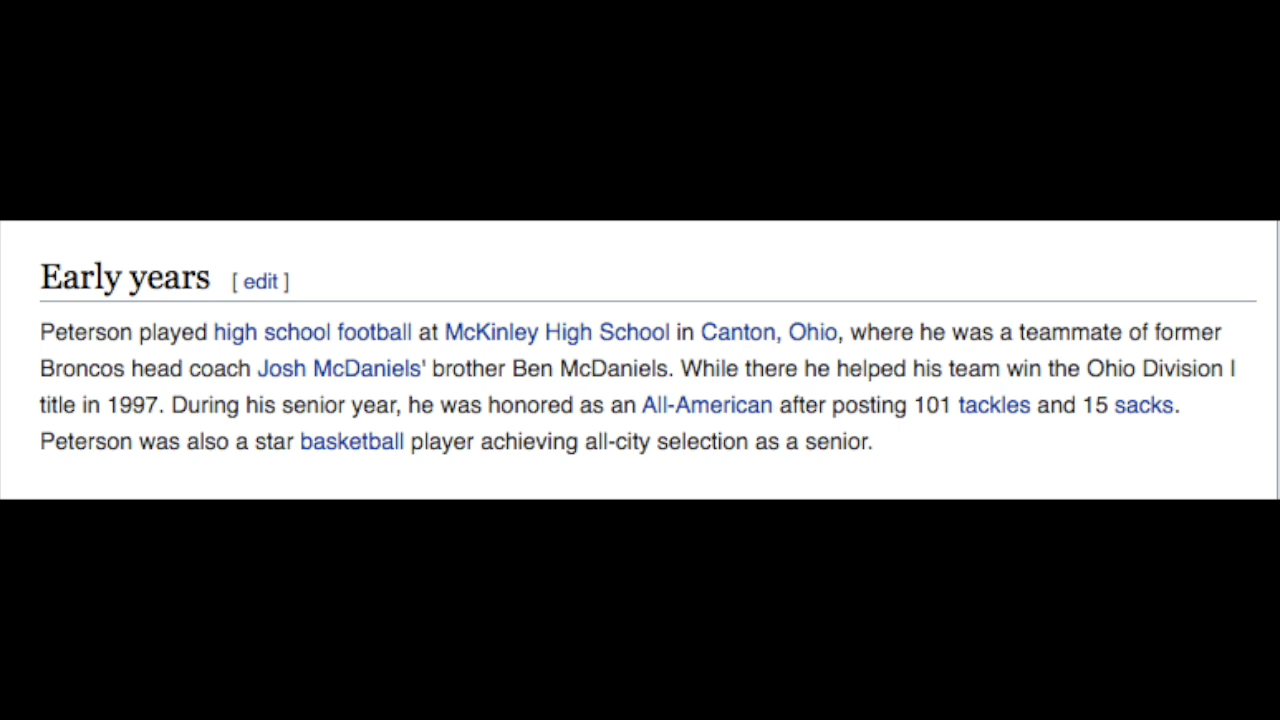 Early years [ edit ]
Peterson played high school football at McKinley High School in Canton, Ohio, where he was a teammate of former
Broncos head coach Josh McDaniels' brother Ben McDaniels. While there he helped his team win the Ohio Division I
title in 1997. During his senior year, he was honored as an All-American after posting 101 tackles and 15 sacks.
Peterson was also a star basketball player achieving all-city selection as a senior.